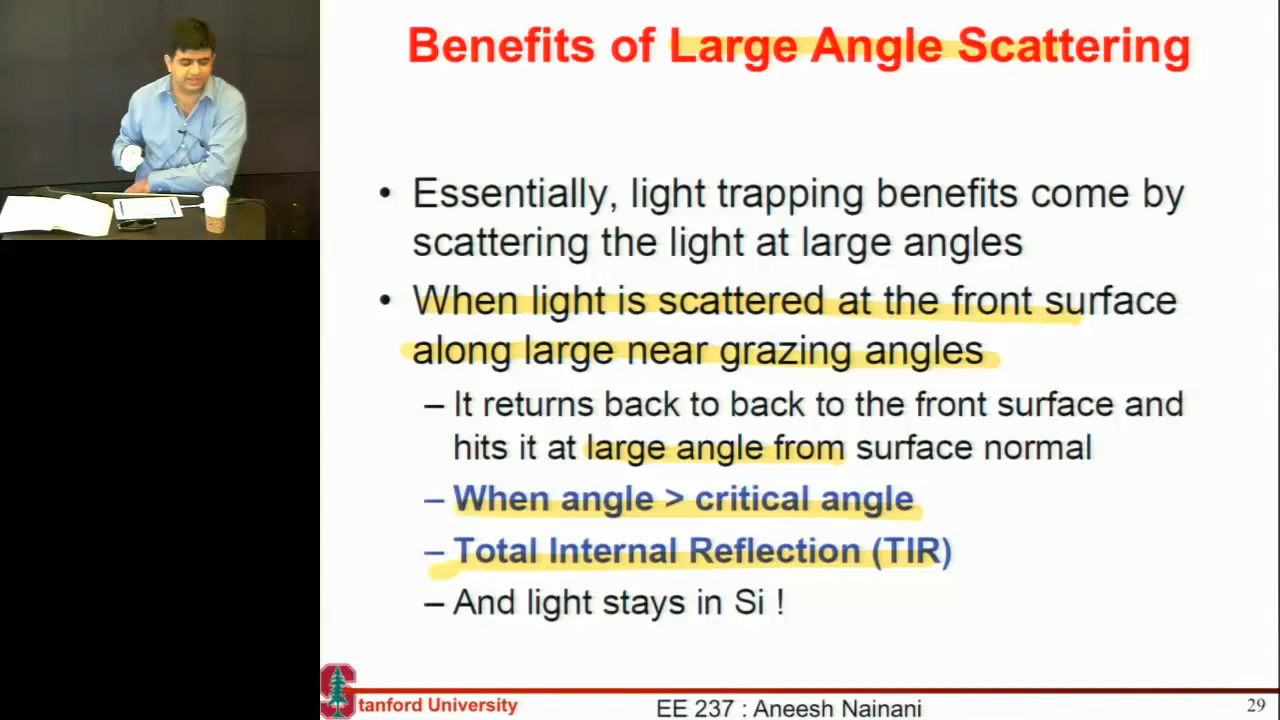 Benefits of Large Angle Scattering
• Essentially, light trapping benefits come by
scattering the light at large angles
• When light is scattered at the front surface
along large near grazing angles
– It returns back to back to the front surface and
hits it at large angle from surface normal
– When angle > critical angle
– Total Internal Reflection (TIR)
– And light stays in Si !
Stanford University
EE 237 : Aneesh Nainani
29